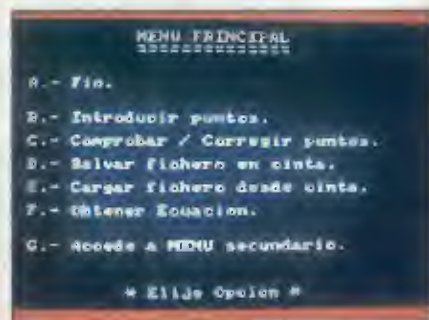 MENU PRINCIPAL
A.- Fin.
B.- Introducir puntos.
C.- Comprobar / Corregir puntos.
D.- Salvar fichero en cinta.
E.- Cargar fichero desde cinta.
F.- Obtener Ecuacion.
G.- Accede a MENU secundario.
* Elije Opcion *